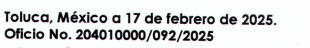 Toluca, México a 17 de febrero de 2025.
Oficio No. 204010000/092/2025